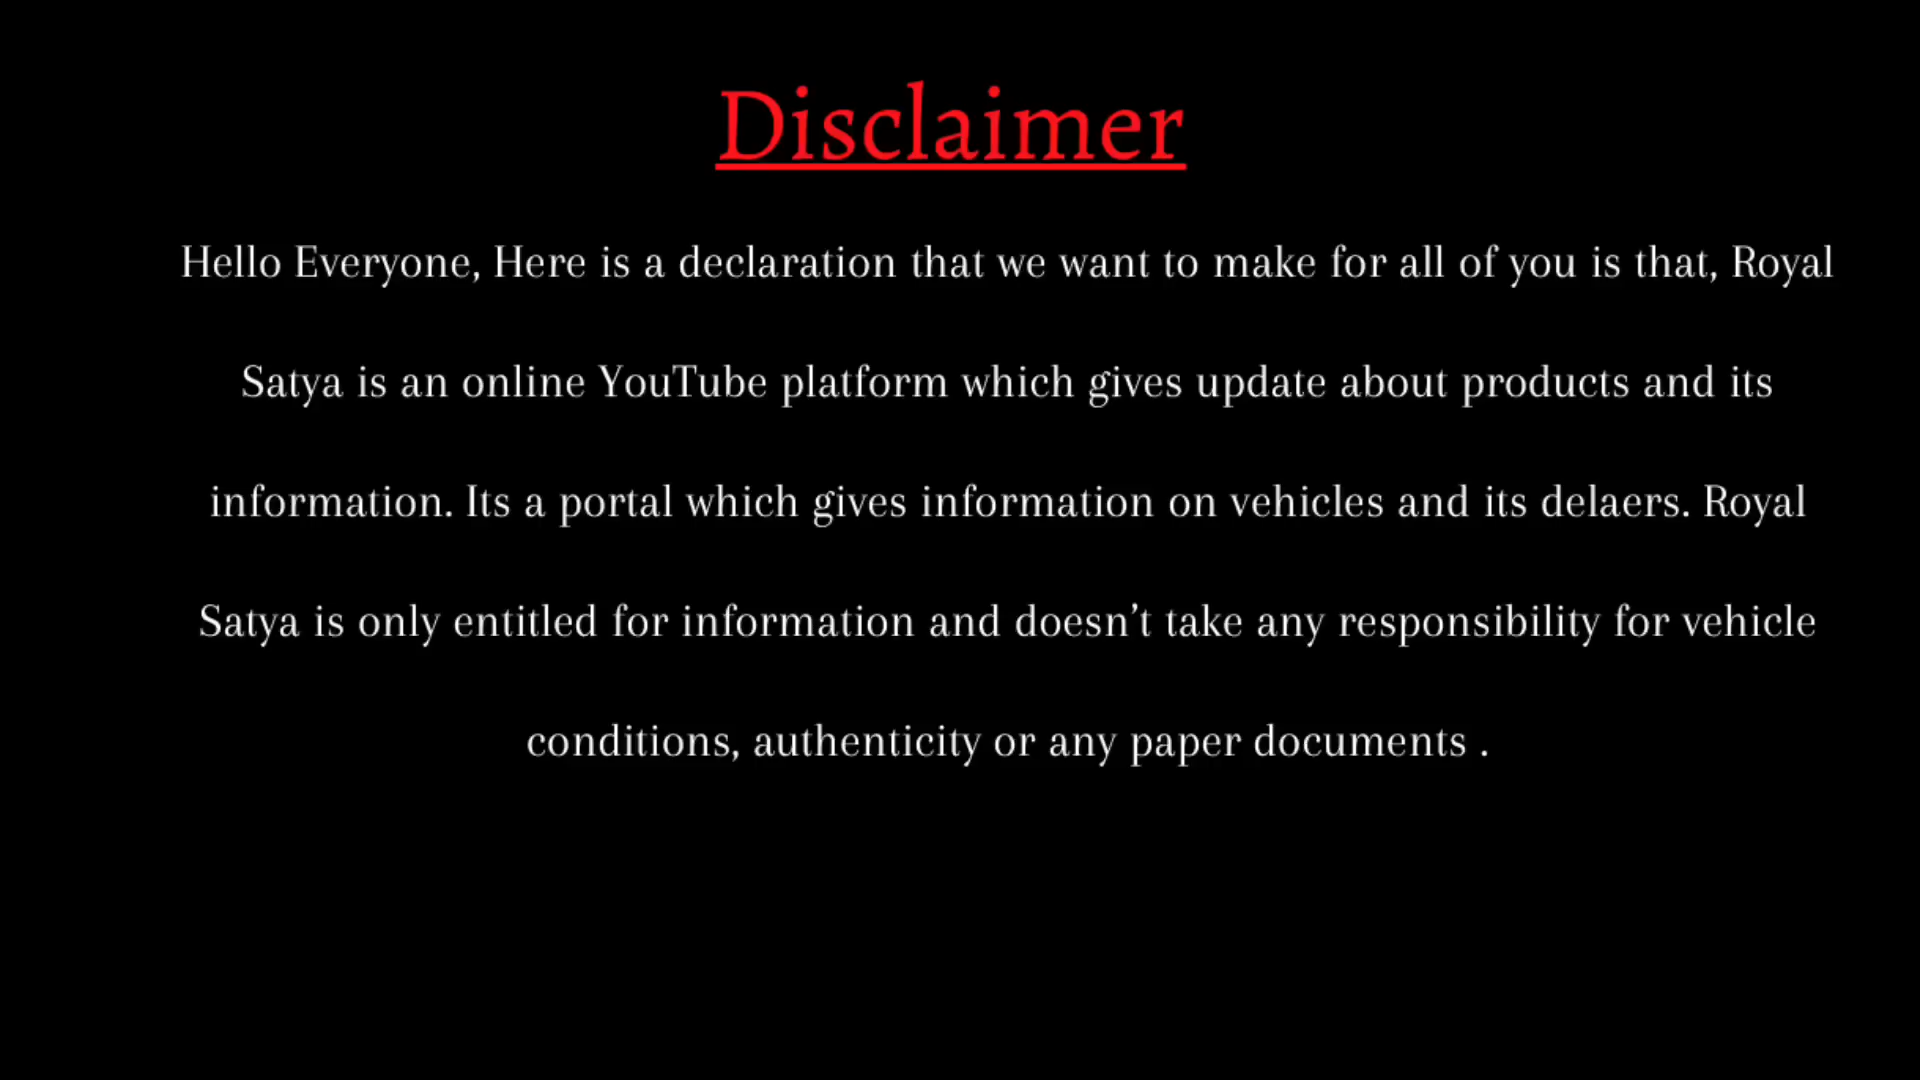 Disclaimer
Hello Everyone, Here is a declaration that we want to make for all of you is that, Royal
Satya is an online YouTube platform which gives update about products and its
information. Its a portal which gives information on vehicles and its delaers. Royal
Satya is only entitled for information and doesn’t take any responsibility for vehicle
conditions, authenticity or any paper documents .